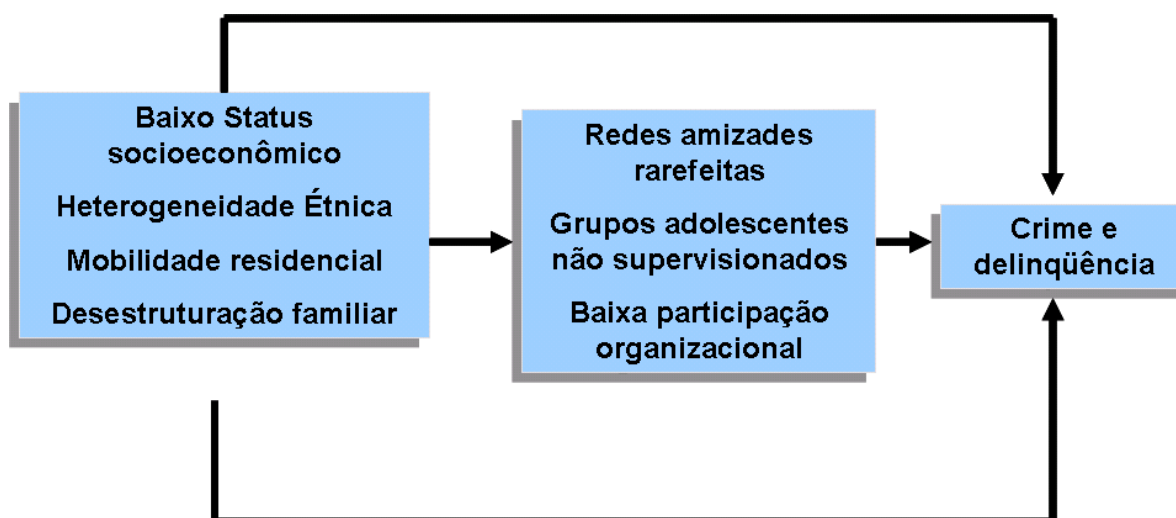 Baixo Status
socioeconômico
Heterogeneidade Étnica
Mobilidade residencial
Desestruturação familiar
Redes amizades
rarefeitas
Grupos adolescentes
não supervisionados
Baixa participação
organizacional
Crime e
delinqüência